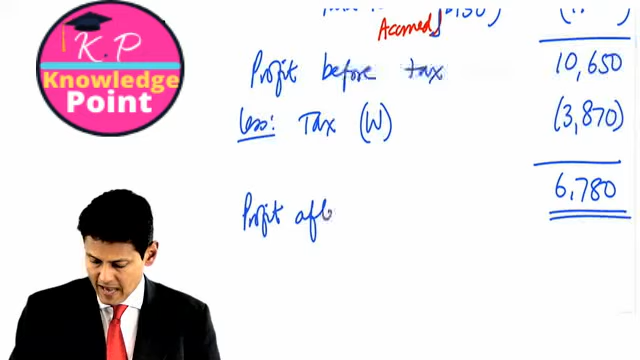 K.P
Knowledge
Point
Accrued
Profit before tax 10,650
less: Tax (W) (3,870)
6,780
Profit aft